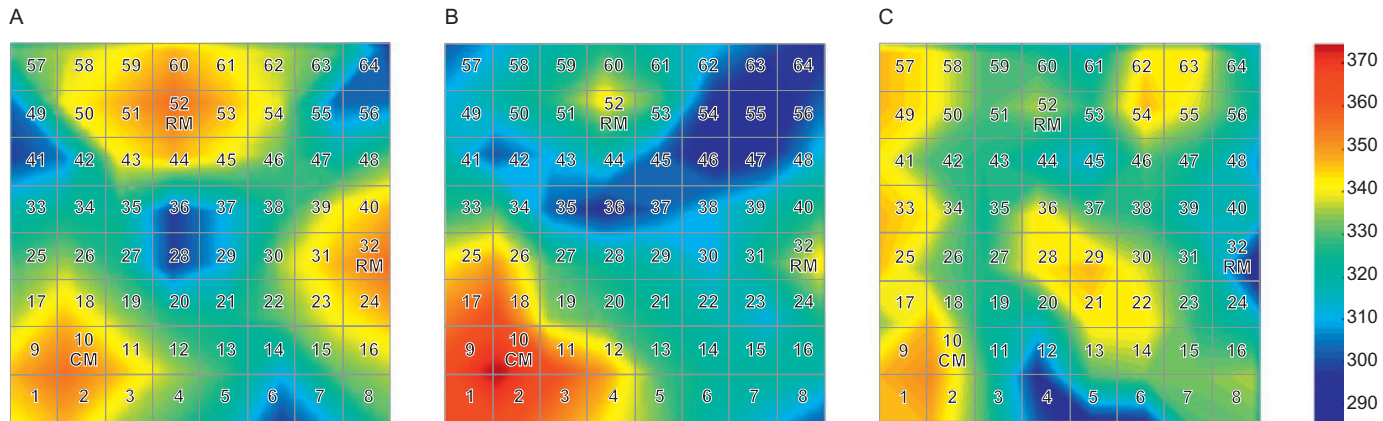 A B C
57 58 59 60 61 62 63 64 57 58 59 60 61 62 63 64 57 58 59 60 61 62 63 64 370
49 50 51 52 RM 53 54 55 56 49 50 51 52 RM 53 54 55 56 49 50 51 52 RM 53 54 55 56 360
41 42 43 44 45 46 47 48 41 42 43 44 45 46 47 48 41 42 43 44 45 46 47 48 350
33 34 35 36 37 38 39 40 33 34 35 36 37 38 39 40 33 34 35 36 37 38 39 40 340
25 26 27 28 29 30 31 32 RM 25 26 27 28 29 30 31 32 RM 25 26 27 28 29 30 31 32 RM 330
17 18 19 20 21 22 23 24 17 18 19 20 21 22 23 24 17 18 19 20 21 22 23 24 320
9 10 CM 11 12 13 14 15 16 9 10 CM 11 12 13 14 15 16 9 10 CM 11 12 13 14 15 16 310
300
1 2 3 4 5 6 7 8 1 2 3 4 5 6 7 8 1 2 3 4 5 6 7 8 290